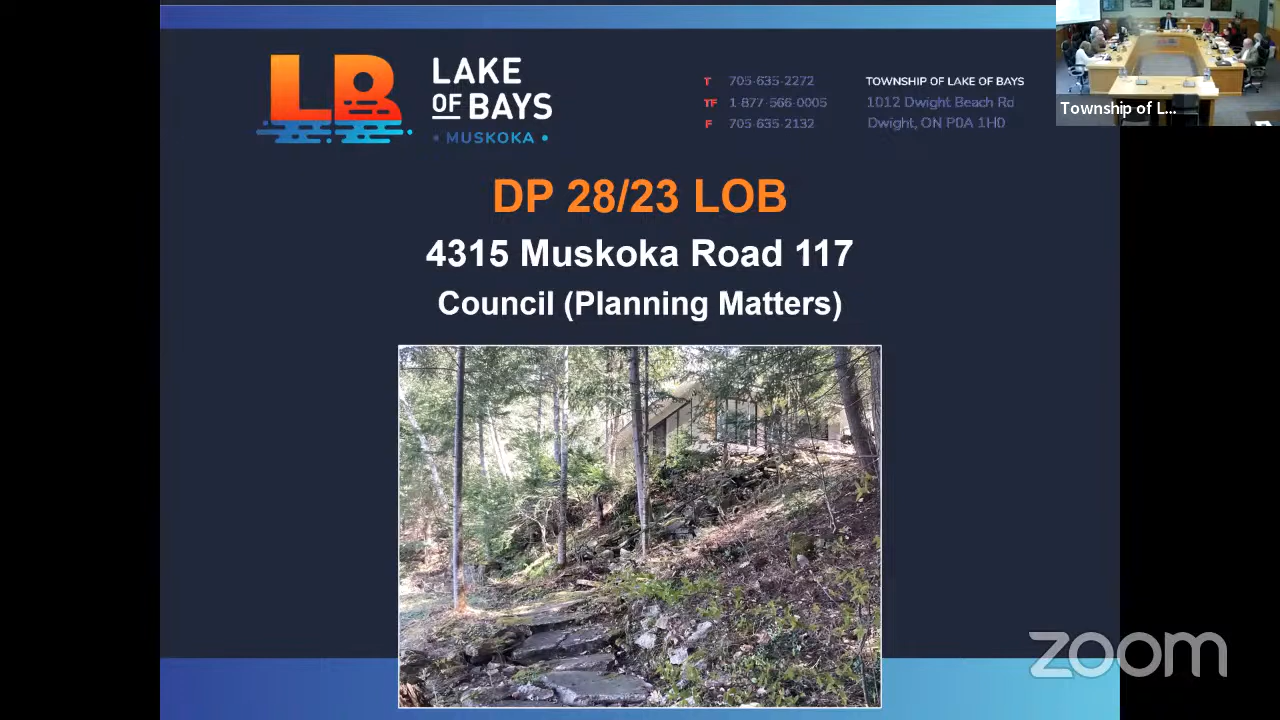 LB
LAKE
OF BAYS
• MUSKOKA •
T 705-635-2272
TF 1-877-566-0005
F 705-635-2132
TOWNSHIP OF LAKE OF BAYS
1012 Dwight Beach Rd
Dwight, ON P0A 1H0
Township of L...
DP 28/23 LOB
4315 Muskoka Road 117
Council (Planning Matters)
zoom